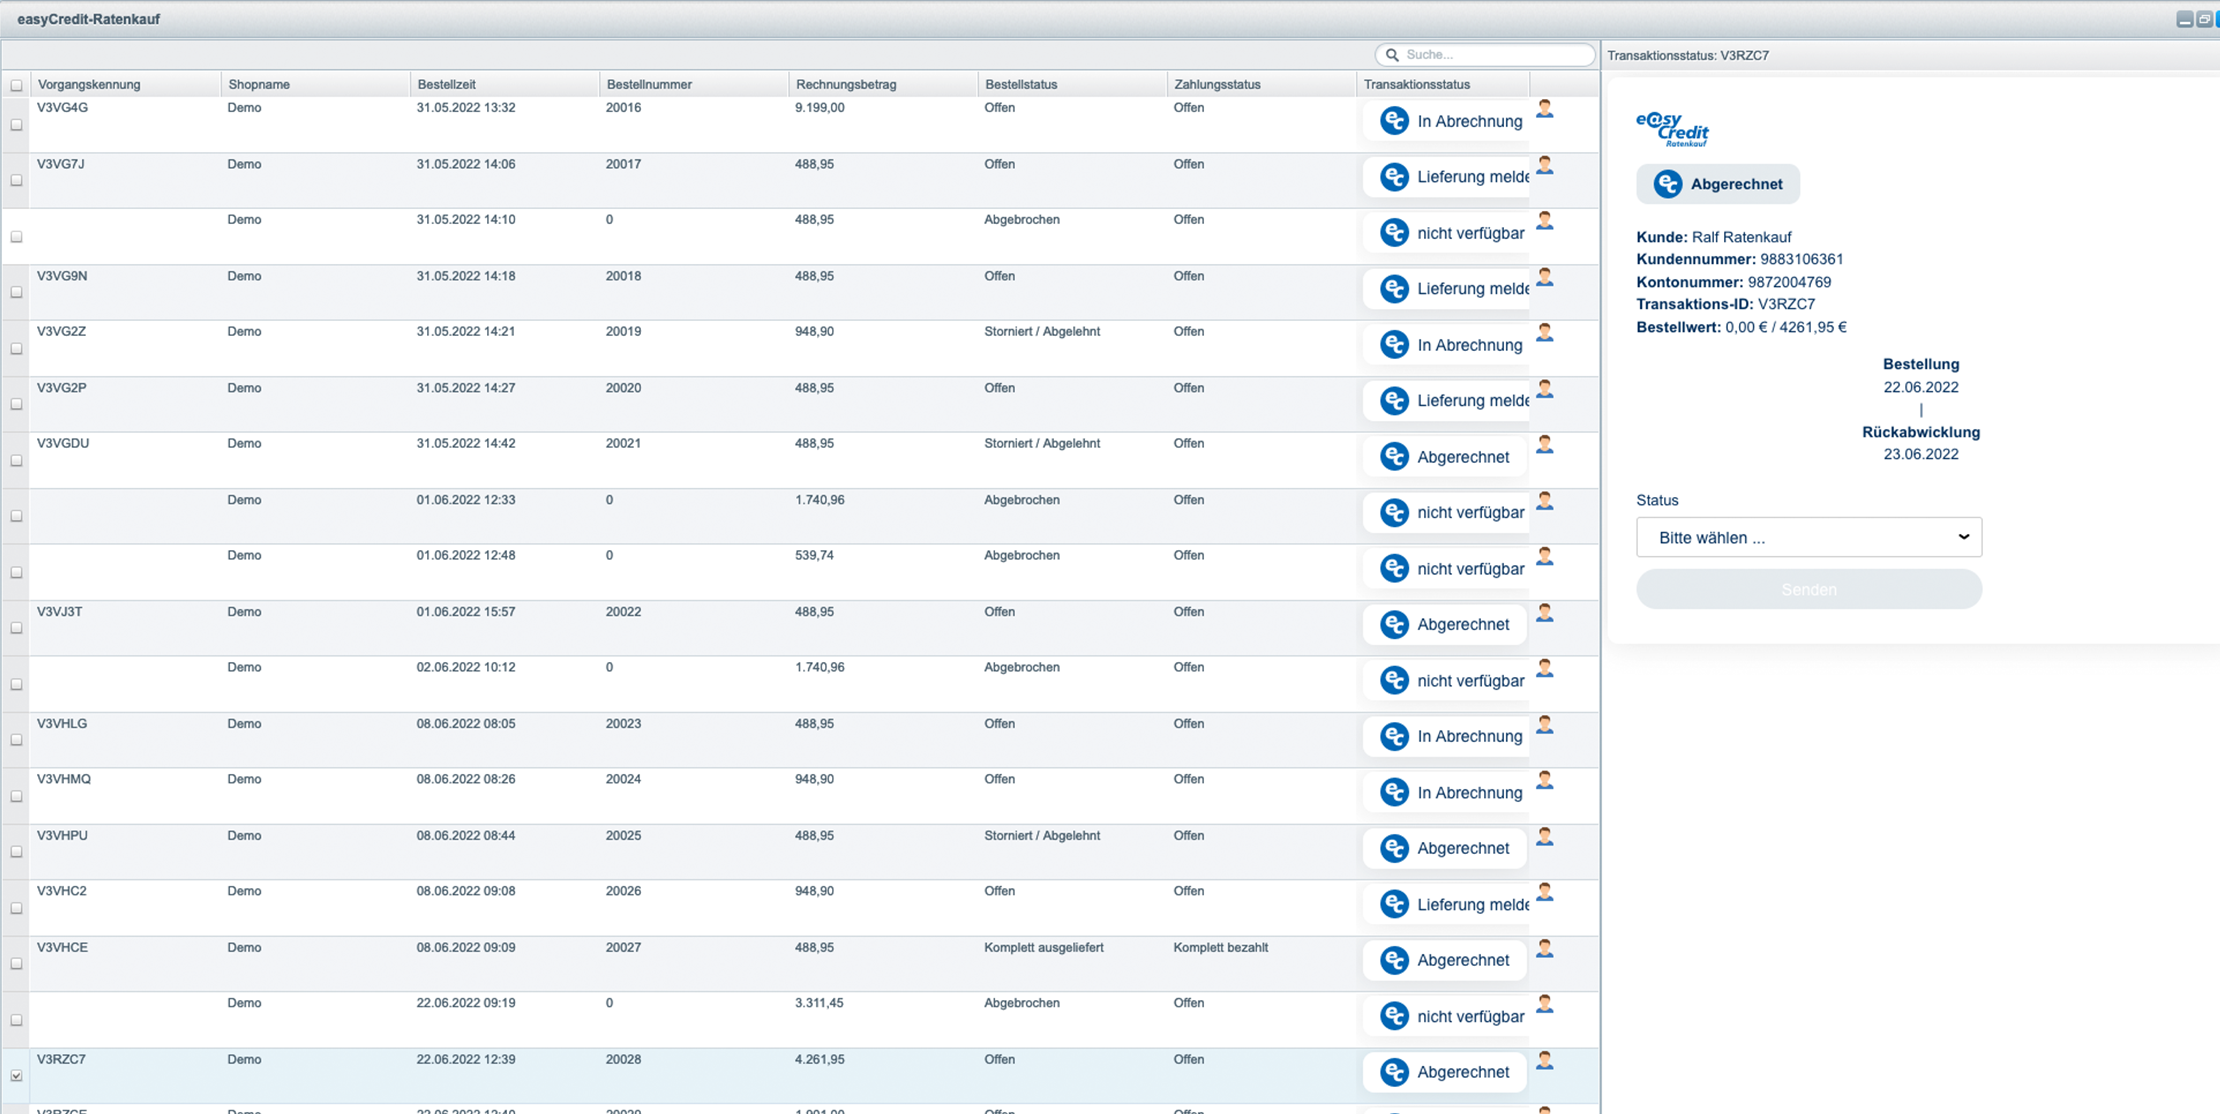 easyCredit-Ratenkauf
Suche...
Vorgangskennung Shopname Bestellzeit Bestellnummer Rechnungsbetrag Bestellstatus Zahlungsstatus Transaktionsstatus
V3VG4G Demo 31.05.2022 13:32 20016 9.199,00 Offen Offen In Abrechnung
V3VG7J Demo 31.05.2022 14:06 20017 488,95 Offen Offen Lieferung melde
Demo 31.05.2022 14:10 0 488,95 Abgebrochen Offen nicht verfügbar
V3VG9N Demo 31.05.2022 14:18 20018 488,95 Offen Offen Lieferung melde
V3VG2Z Demo 31.05.2022 14:21 20019 948,90 Storniert / Abgelehnt Offen In Abrechnung
V3VG2P Demo 31.05.2022 14:27 20020 488,95 Offen Offen Lieferung melde
V3VGDU Demo 31.05.2022 14:42 20021 488,95 Storniert / Abgelehnt Offen Abgerechnet
Demo 01.06.2022 12:33 0 1.740,96 Abgebrochen Offen nicht verfügbar
Demo 01.06.2022 12:48 0 539,74 Abgebrochen Offen nicht verfügbar
V3VJ3T Demo 01.06.2022 15:57 20022 488,95 Offen Offen Abgerechnet
Demo 02.06.2022 10:12 0 1.740,96 Abgebrochen Offen nicht verfügbar
V3VHLG Demo 08.06.2022 08:05 20023 488,95 Offen Offen In Abrechnung
V3VHMQ Demo 08.06.2022 08:26 20024 948,90 Offen Offen In Abrechnung
V3VHPU Demo 08.06.2022 08:44 20025 488,95 Storniert / Abgelehnt Offen Abgerechnet
V3VHC2 Demo 08.06.2022 09:08 20026 948,90 Offen Offen Lieferung melde
V3VHCE Demo 08.06.2022 09:09 20027 488,95 Komplett ausgeliefert Komplett bezahlt Abgerechnet
Demo 22.06.2022 09:19 0 3.311,45 Abgebrochen Offen nicht verfügbar
V3RZC7 Demo 22.06.2022 12:39 20028 4.261,95 Offen Offen Abgerechnet
Transaktionsstatus: V3RZC7
e@sy
Credit
Ratenkauf
Abgerechnet
Kunde: Ralf Ratenkauf
Kundennummer: 9883106361
Kontonummer: 9872004769
Transaktions-ID: V3RZC7
Bestellwert: 0,00 € / 4261,95 €
Bestellung
22.06.2022
|
Rückabwicklung
23.06.2022
Status
Bitte wählen ...
Senden